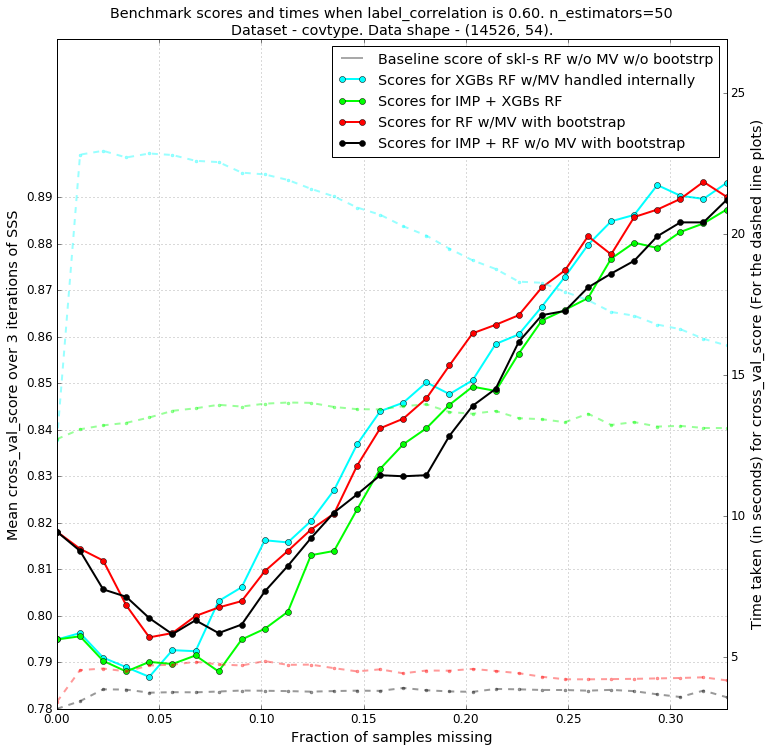 Benchmark scores and times when label_correlation is 0.60. n_estimators=50
Dataset - covtype. Data shape - (14526, 54).
Baseline score of skl-s RF w/o MV w/o bootstrp
Scores for XGBs RF w/MV handled internally
Scores for IMP + XGBs RF
Scores for RF w/MV with bootstrap
Scores for IMP + RF w/o MV with bootstrap
Mean cross_val_score over 3 iterations of SSS
0.89
0.88
0.87
0.86
0.85
0.84
0.83
0.82
0.81
0.80
0.79
0.78
25
20
15
10
5
Time taken (in seconds) for cross_val_score (For the dashed line plots)
0.00
0.05
0.10
0.15
0.20
0.25
0.30
Fraction of samples missing